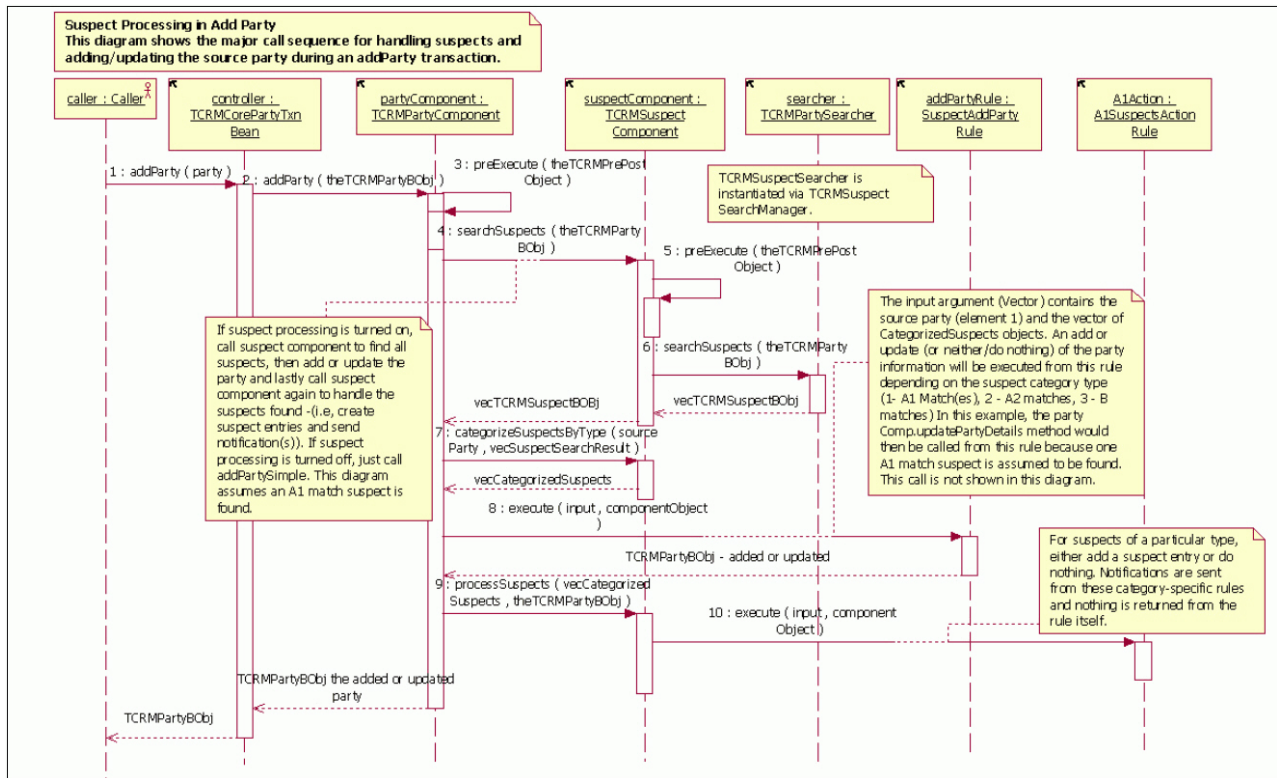 Suspect Processing in Add Party
This diagram shows the major call sequence for handling suspects and
adding/updating the source party during an addParty transaction.
caller : Caller
controller :
TCRMCorePartyTxn
Bean
partyComponent :
TCRMPartyComponent
suspectComponent :
TCRMSuspect
Component
searcher :
TCRMPartySearcher
addPartyRule :
SuspectAddParty
Rule
A1Action :
A1SuspectsAction
Rule
1 : addParty ( party )
2 : addParty ( theTCRMPartyBObj )
3 : preExecute ( theTCRMPrePost
Object )
TCRMSuspectSearcher is
instantiated via TCRMSuspect
SearchManager.
4 : searchSuspects ( theTCRMParty
BObj )
5 : preExecute ( theTCRMPrePost
Object )
If suspect processing is turned on,
call suspect component to find all
suspects, then add or update the
party and lastly call suspect
component again to handle the
suspects found -(i.e, create
suspect entries and send
notification(s)). If suspect
processing is turned off, just call
addPartySimple. This diagram
assumes an A1 match suspect is
found.
The input argument (Vector) contains the
source party (element 1) and the vector of
CategorizedSuspects objects. An add or
update (or neither/do nothing) of the party
information will be executed from this rule
depending on the suspect category type
(1- A1 Match(es), 2 - A2 matches, 3 - B
matches) In this example, the party
Comp.updatePartyDetails method would
then be called from this rule because one
A1 match suspect is assumed to be found.
This call is not shown in this diagram.
6 : searchSuspects ( theTCRMParty
BObj )
vecTCRMSuspectBObj
vecTCRMSuspectBOBj
7 : categorizeSuspectsByType ( source
Party , vecSuspectSearchResult )
vecCategorizedSuspects
8 : execute ( input , componentObject
)
TCRMPartyBObj - added or updated
For suspects of a particular type,
either add a suspect entry or do
nothing. Notifications are sent
from these category-specific rules
and nothing is returned from the
rule itself.
9 : processSuspects ( vecCategorized
Suspects , theTCRMPartyBObj )
10 : execute ( input , component
Object )
TCRMPartyBObj the added or updated
party
TCRMPartyBObj